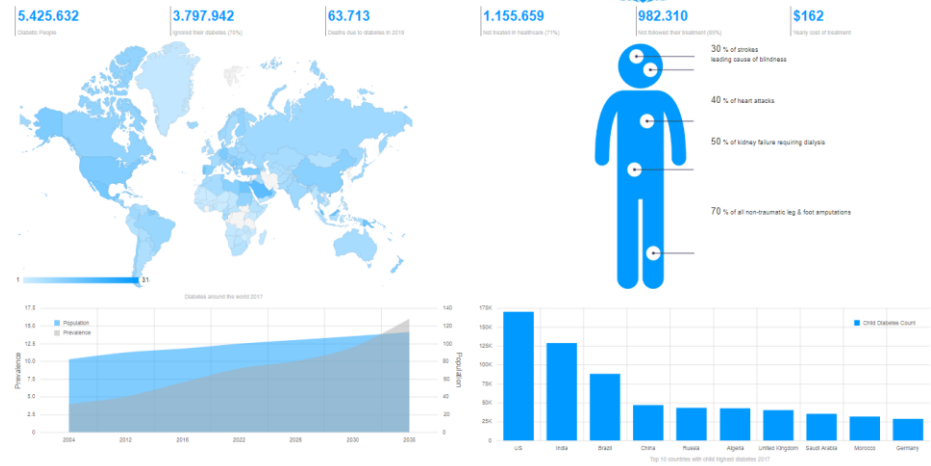 5.425.632
3.797.942
63.713
1.155.659
982.310
$162
Diabetic People
Ignored their diabetes (70%)
Deaths due to diabetes in 2018
Not treated in healthcare (71%)
Not followed their treatment (60%)
Yearly cost of treatment
30 % of strokes
leading cause of blindness
40 % of heart attacks
50 % of kidney failure requiring dialysis
70 % of all non-traumatic leg & foot amputations
1
31
Diabetes around the world 2017
Prevalence
17.5
15.0
12.5
10.0
7.5
5.0
2.5
0
Population
Prevalence
140
120
100
80
60
40
20
0
Population
2004
2012
2016
2022
2028
2030
2035
175K
150K
125K
100K
75K
50K
25K
0
Child Diabetes Count
US
India
Brazil
China
Russia
Algeria
United Kingdom
Saudi Arabia
Morocco
Germany
Top 10 countries with child highest diabetes 2017